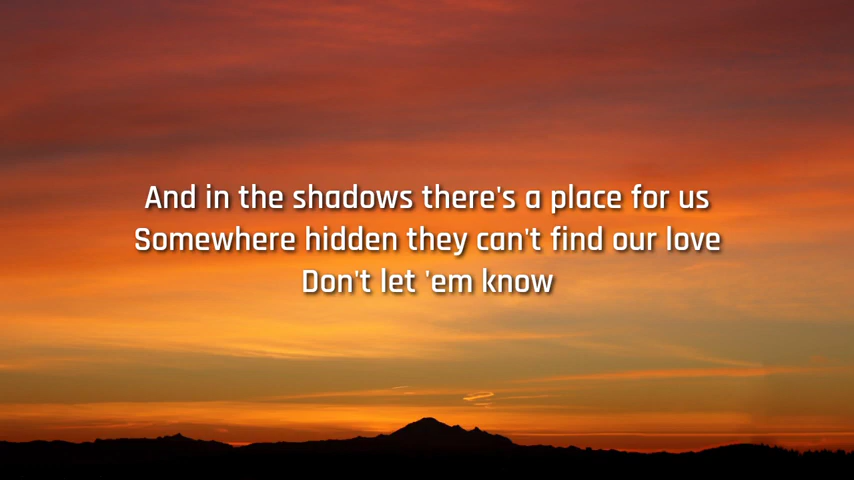 And in the shadows there's a place for us
Somewhere hidden they can't find our love
Don't let 'em know